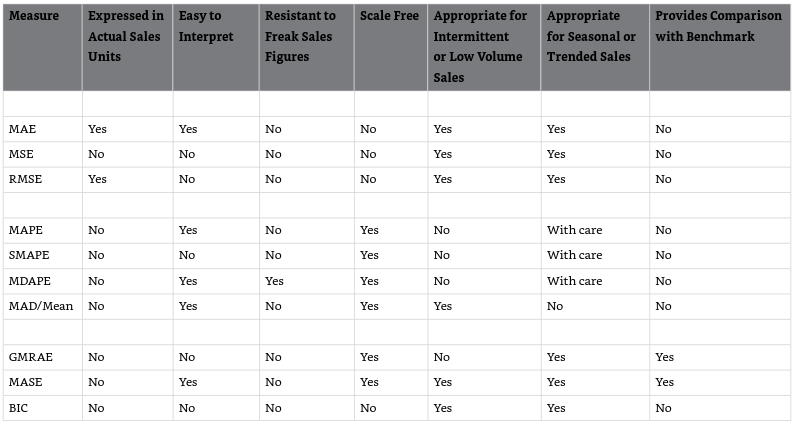 Measure Expressed in Actual Sales Units Easy to Interpret Resistant to Freak Sales Figures Scale Free Appropriate for Intermittent or Low Volume Sales Appropriate for Seasonal or Trended Sales Provides Comparison with Benchmark
MAE Yes Yes No No Yes Yes No
MSE No No No No Yes Yes No
RMSE Yes No No No Yes Yes No
MAPE No Yes No Yes No With care No
SMAPE No No No Yes No With care No
MDAPE No Yes Yes Yes No With care No
MAD/Mean No Yes No Yes Yes No No
GMRAE No No No Yes No Yes Yes
MASE No Yes No Yes Yes Yes Yes
BIC No No No No Yes Yes No